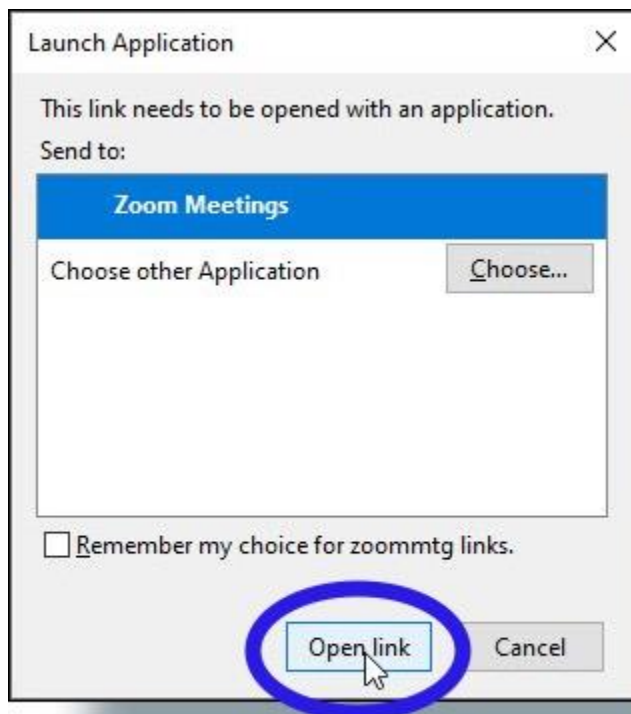 Launch Application
This link needs to be opened with an application.
Send to:
Zoom Meetings
Choose other Application
Choose...
Remember my choice for zoommtg links.
Open link
Cancel